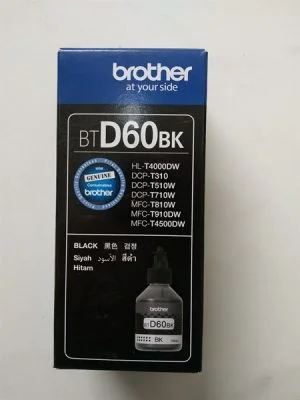 brother
at your side
BTD60BK
GENUINE
Consumables
brother
HL-T4000DW
DCP-T310
DCP-T510W
DCP-T710W
MFC-T810W
MFC-T910DW
MFC-T4500DW
BLACK 黑色 검정
Siyah الأسود สีดำ
Hitam
BTD60BK
BK